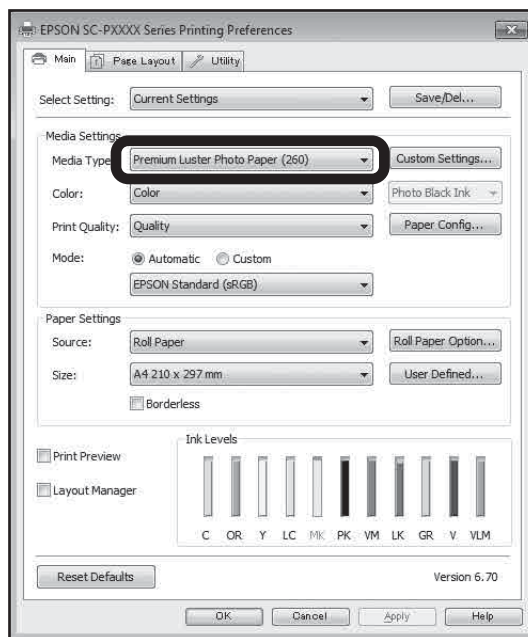 EPSON SC-PXXXX Series Printing Preferences
Main Page Layout Utility
Select Setting: Current Settings Save/Del...
Media Settings
Media Type Premium Luster Photo Paper (260) Custom Settings...
Color: Color Photo Black Ink
Print Quality: Quality Paper Config...
Mode: Automatic Custom
EPSON Standard (sRGB)
Paper Settings
Source: Roll Paper Roll Paper Option...
Size: A4 210 x 297 mm User Defined...
Borderless
Ink Levels
Print Preview
Layout Manager
C OR Y LC MK PK VM LK GR V VLM
Reset Defaults Version 6.70
OK Cancel Apply Help